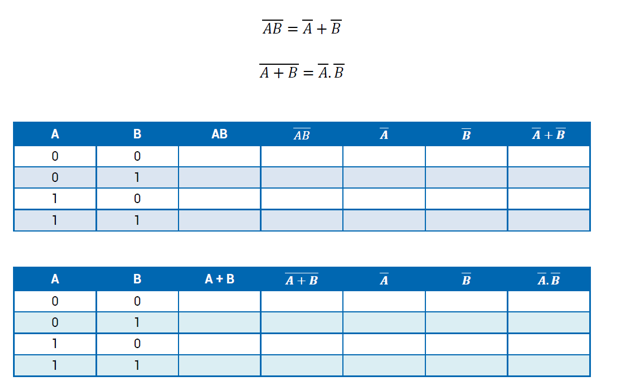 $\overline{AB} = \overline{A} + \overline{B}$
$\overline{A + B} = \overline{A}.\overline{B}$
A B AB $\overline{AB}$ $\overline{A}$ $\overline{B}$ $\overline{A} + \overline{B}$
0 0
0 1
1 0
1 1
A B A + B $\overline{A + B}$ $\overline{A}$ $\overline{B}$ $\overline{A}.\overline{B}$
0 0
0 1
1 0
1 1